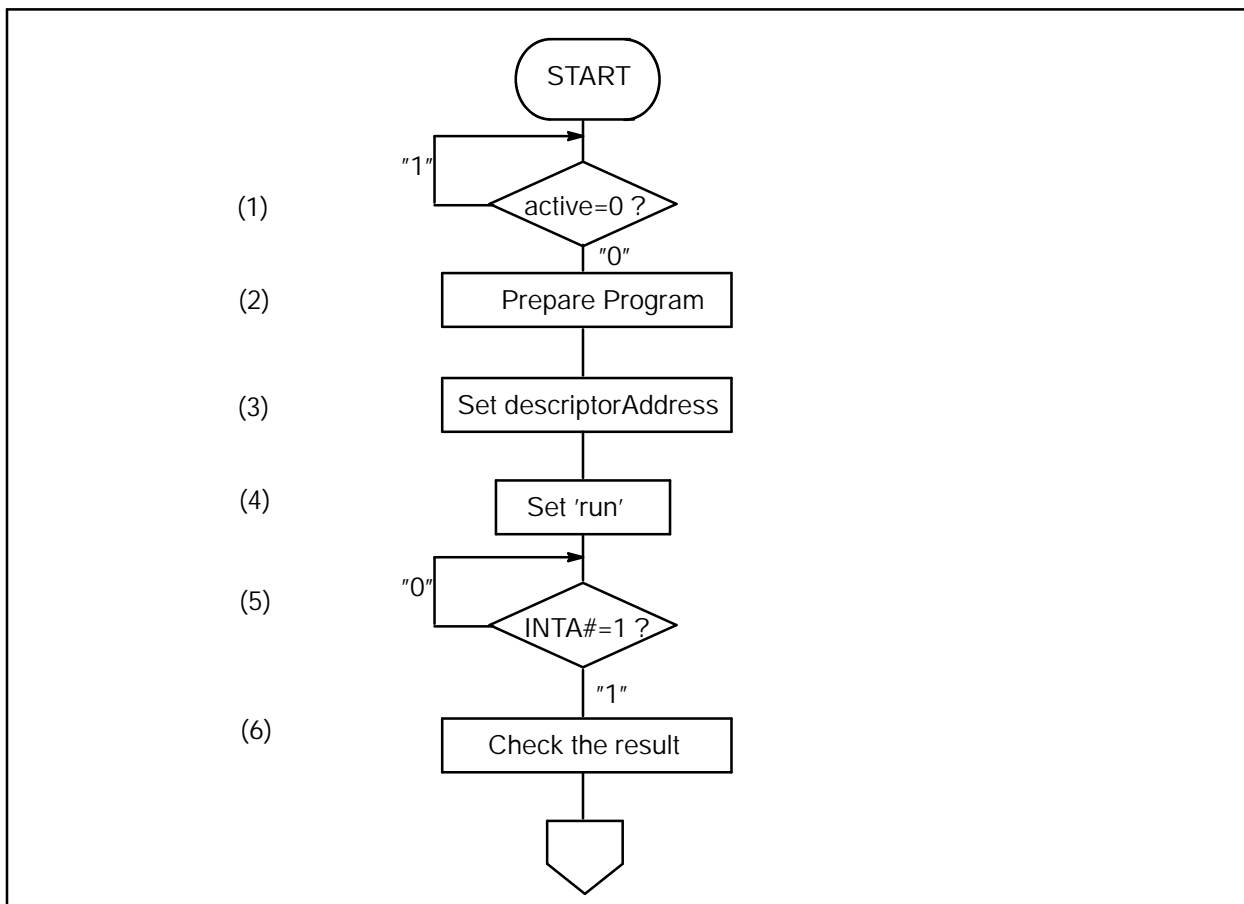 START
"1"
(1)
active=0 ?
"0"
(2)
Prepare Program
(3)
Set descriptorAddress
(4)
Set 'run'
"0"
(5)
INTA#=1 ?
"1"
(6)
Check the result